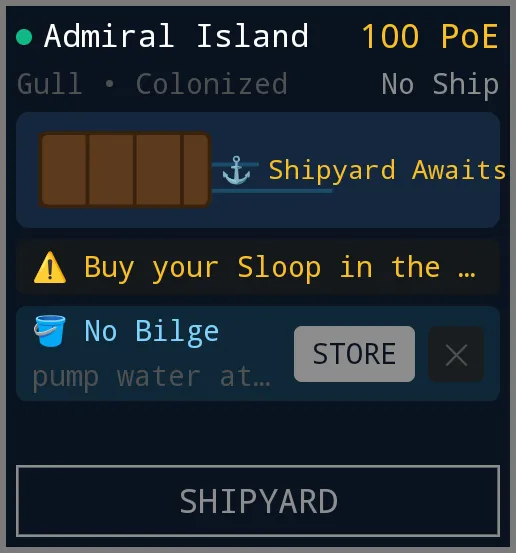 Admiral Island 100 PoE
Gull • Colonized No Ship
Shipyard Awaits
Buy your Sloop in the …
No Bilge
pump water at…
STORE
SHIPYARD